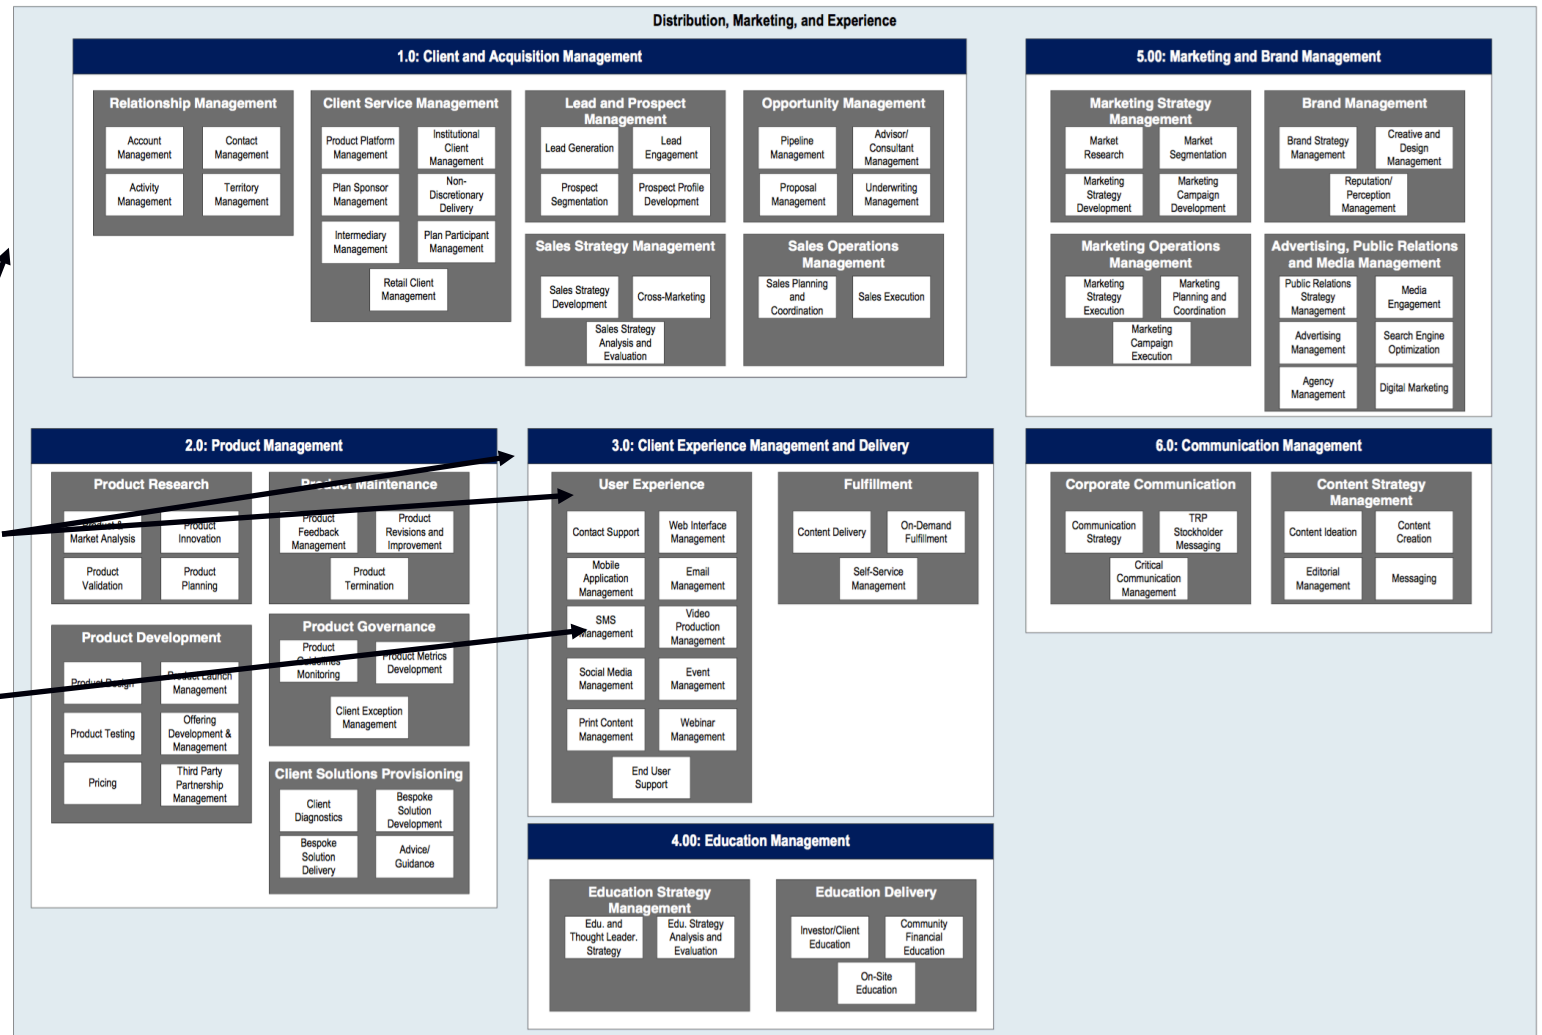 Distribution, Marketing, and Experience
1.0: Client and Acquisition Management
Relationship Management
Account
Management
Contact
Management
Activity
Management
Territory
Management
Client Service Management
Product Platform
Management
Institutional
Client
Management
Plan Sponsor
Management
Non-
Discretionary
Delivery
Intermediary
Management
Plan Participant
Management
Retail Client
Management
Lead and Prospect
Management
Lead Generation
Lead
Engagement
Prospect
Segmentation
Prospect Profile
Development
Opportunity Management
Pipeline
Management
Advisor/
Consultant
Management
Proposal
Management
Underwriting
Management
Sales Strategy Management
Sales Strategy
Development
Cross-Marketing
Sales Strategy
Analysis and
Evaluation
Sales Operations
Management
Sales Planning
and
Coordination
Sales Execution
5.00: Marketing and Brand Management
Marketing Strategy
Management
Market
Research
Market
Segmentation
Marketing
Strategy
Development
Marketing
Campaign
Development
Brand Management
Brand Strategy
Management
Creative and
Design
Management
Reputation/
Perception
Management
Marketing Operations
Management
Marketing
Strategy
Execution
Marketing
Planning and
Coordination
Marketing
Campaign
Execution
Advertising, Public Relations
and Media Management
Public Relations
Strategy
Management
Media
Engagement
Advertising
Management
Search Engine
Optimization
Agency
Management
Digital Marketing
2.0: Product Management
Product Research
Product &
Market Analysis
Product
Innovation
Product
Validation
Product
Planning
Product Maintenance
Product
Feedback
Management
Product
Revisions and
Improvement
Product
Termination
Product Development
Product Design
Product Launch
Management
Product Testing
Offering
Development &
Management
Pricing
Third Party
Partnership
Management
Product Governance
Product
Guidelines
Monitoring
Product Metrics
Development
Client Exception
Management
Client Solutions Provisioning
Client
Diagnostics
Bespoke
Solution
Development
Bespoke
Solution
Delivery
Advice/
Guidance
3.0: Client Experience Management and Delivery
User Experience
Contact Support
Web Interface
Management
Mobile
Application
Management
Email
Management
SMS
Management
Video
Production
Management
Social Media
Management
Event
Management
Print Content
Management
Webinar
Management
End User
Support
Fulfillment
Content Delivery
On-Demand
Fulfillment
Self-Service
Management
4.00: Education Management
Education Strategy
Management
Edu. and
Thought Leader.
Strategy
Edu. Strategy
Analysis and
Evaluation
Education Delivery
Investor/Client
Education
Community
Financial
Education
On-Site
Education
6.0: Communication Management
Corporate Communication
Communication
Strategy
TRP
Stockholder
Messaging
Critical
Communication
Management
Content Strategy
Management
Content Ideation
Content
Creation
Editorial
Management
Messaging